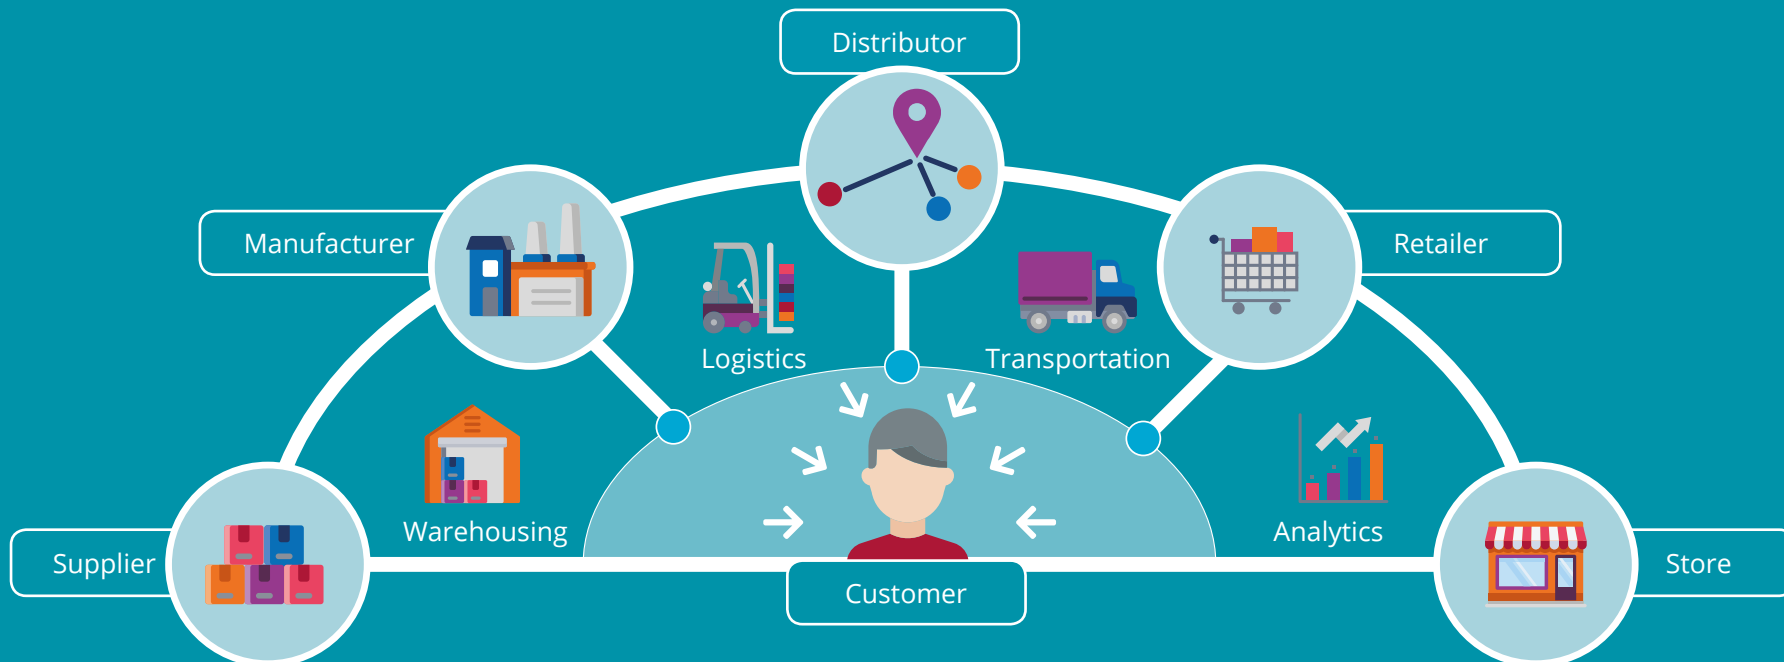 Distributor
Manufacturer
Retailer
Logistics
Transportation
Warehousing
Analytics
Supplier
Store
Customer